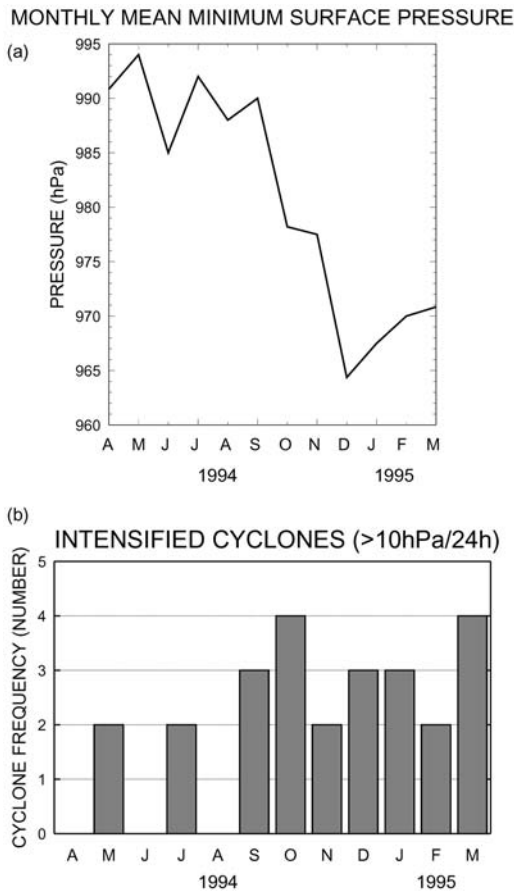 MONTHLY MEAN MINIMUM SURFACE PRESSURE
(a)
PRESSURE (hPa)
995
990
985
980
975
970
965
960
A M J J A S O N D J F M
1994 1995
(b)
INTENSIFIED CYCLONES (>10hPa/24h)
CYCLONE FREQUENCY (NUMBER)
5
4
3
2
1
0
A M J J A S O N D J F M
1994 1995